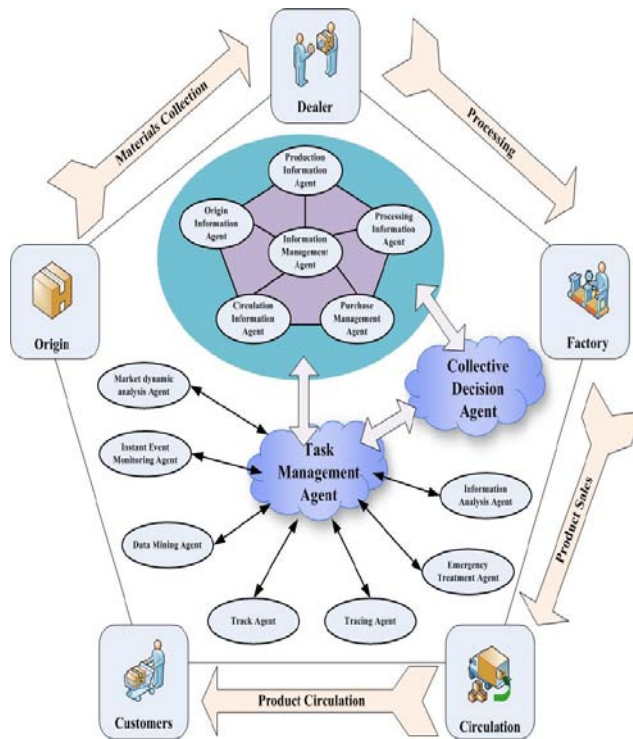 Dealer
Materials Collection
Processing
Production
Information
Agent
Origin
Information
Agent
Processing
Information
Agent
Information
Management
Agent
Circulation
Information
Agent
Purchase
Management
Agent
Origin
Factory
Collective
Decision
Agent
Market dynamic
analysis Agent
Instant Event
Monitoring Agent
Task
Management
Agent
Information
Analysis Agent
Data Mining Agent
Emergency
Treatment Agent
Track Agent
Tracing Agent
Product Sales
Customers
Product Circulation
Circulation